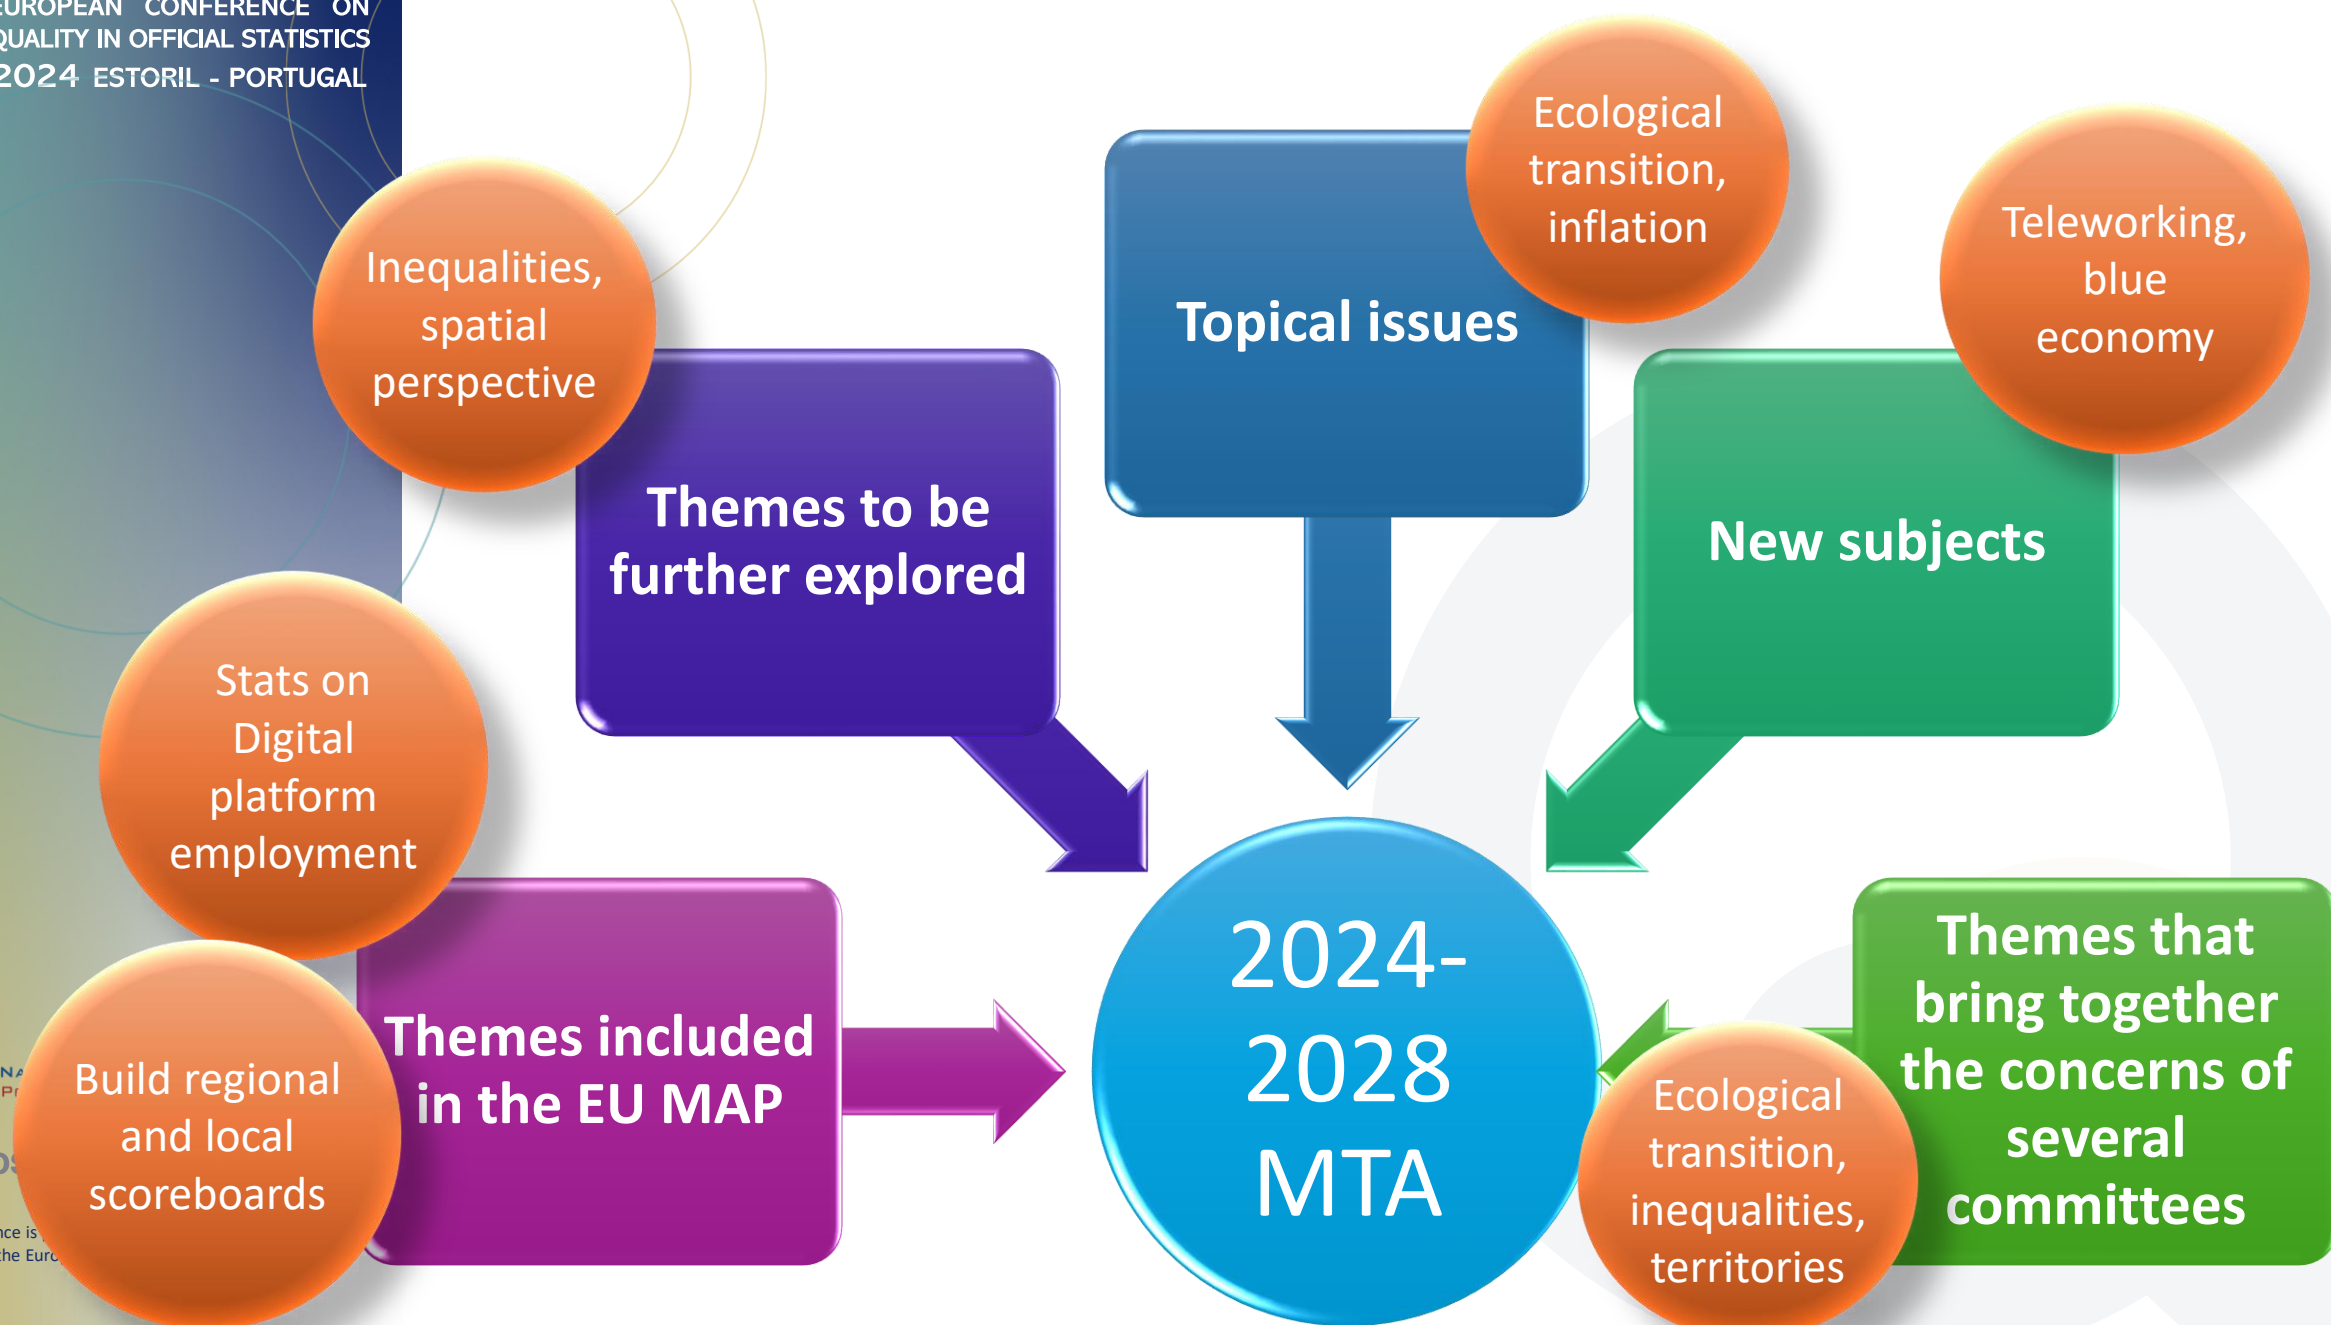 EUROPEAN CONFERENCE ON
QUALITY IN OFFICIAL STATISTICS
2024 ESTORIL - PORTUGAL
Inequalities,
spatial
perspective
Themes to be
further explored
Topical issues
Ecological
transition,
inflation
Teleworking,
blue
economy
New subjects
Stats on
Digital
platform
employment
Build regional
and local
scoreboards
Themes included
in the EU MAP
2024-
2028
MTA
Ecological
transition,
inequalities,
territories
Themes that
bring together
the concerns of
several
committees
is
the